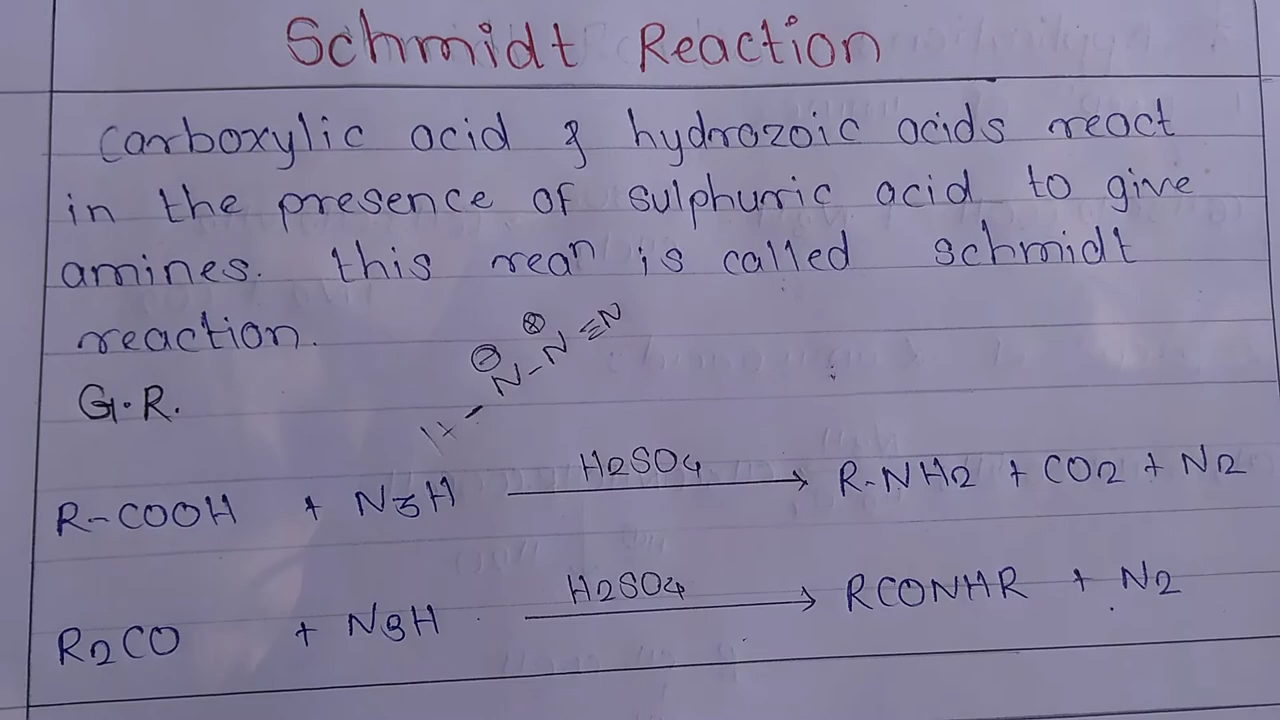 Schmidt Reaction
Carboxylic acid & hydrazoic acids react
in the presence of sulphuric acid to give
amines. this reaⁿ is called schmidt
reaction.
⊖ ⊕
H-N-N≡N
G.R.
R-COOH + N3H H2SO4 → R-NH2 + CO2 + N2
R2CO + N3H H2SO4 → RCONHR + N2